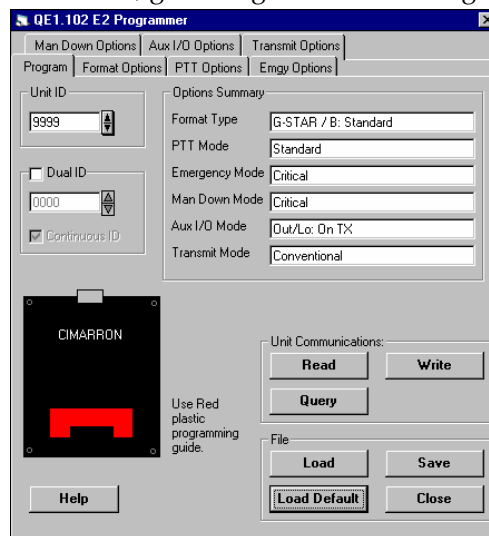 QE1.102 E2 Programmer
Man Down Options Aux I/O Options Transmit Options
Program Format Options PTT Options Emgy Options
Unit ID
9999
Dual ID
0000
Continuous ID
Options Summary
Format Type G-STAR / B: Standard
PTT Mode Standard
Emergency Mode Critical
Man Down Mode Critical
Aux I/O Mode Out/Lo: On TX
Transmit Mode Conventional
CIMARRON
Use Red
plastic
programming
guide.
Unit Communications:
Read Write
Query
File
Load Save
Load Default Close
Help